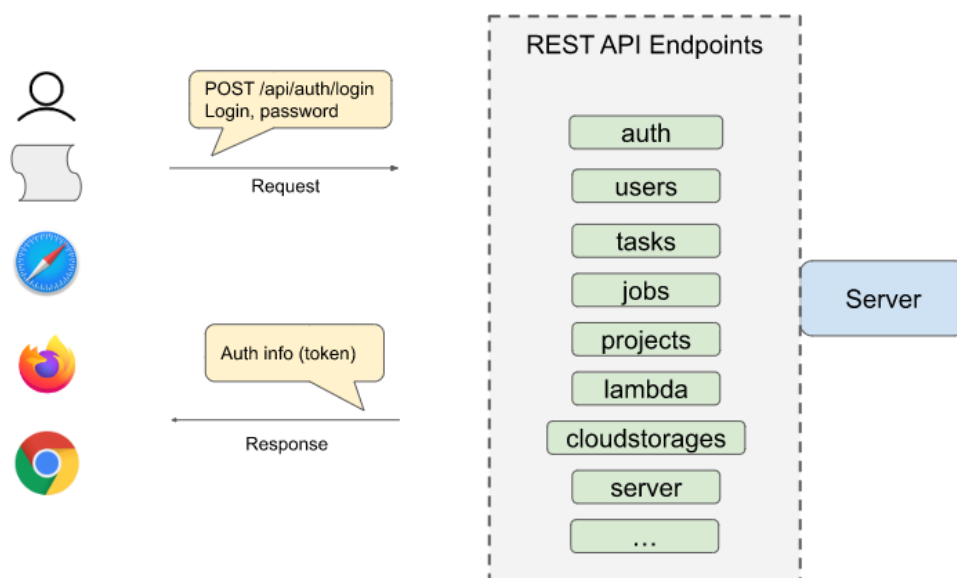 REST API Endpoints
POST /api/auth/login
Login, password
Request
auth
users
tasks
jobs
projects
lambda
cloudstorages
server
...
Server
Auth info (token)
Response